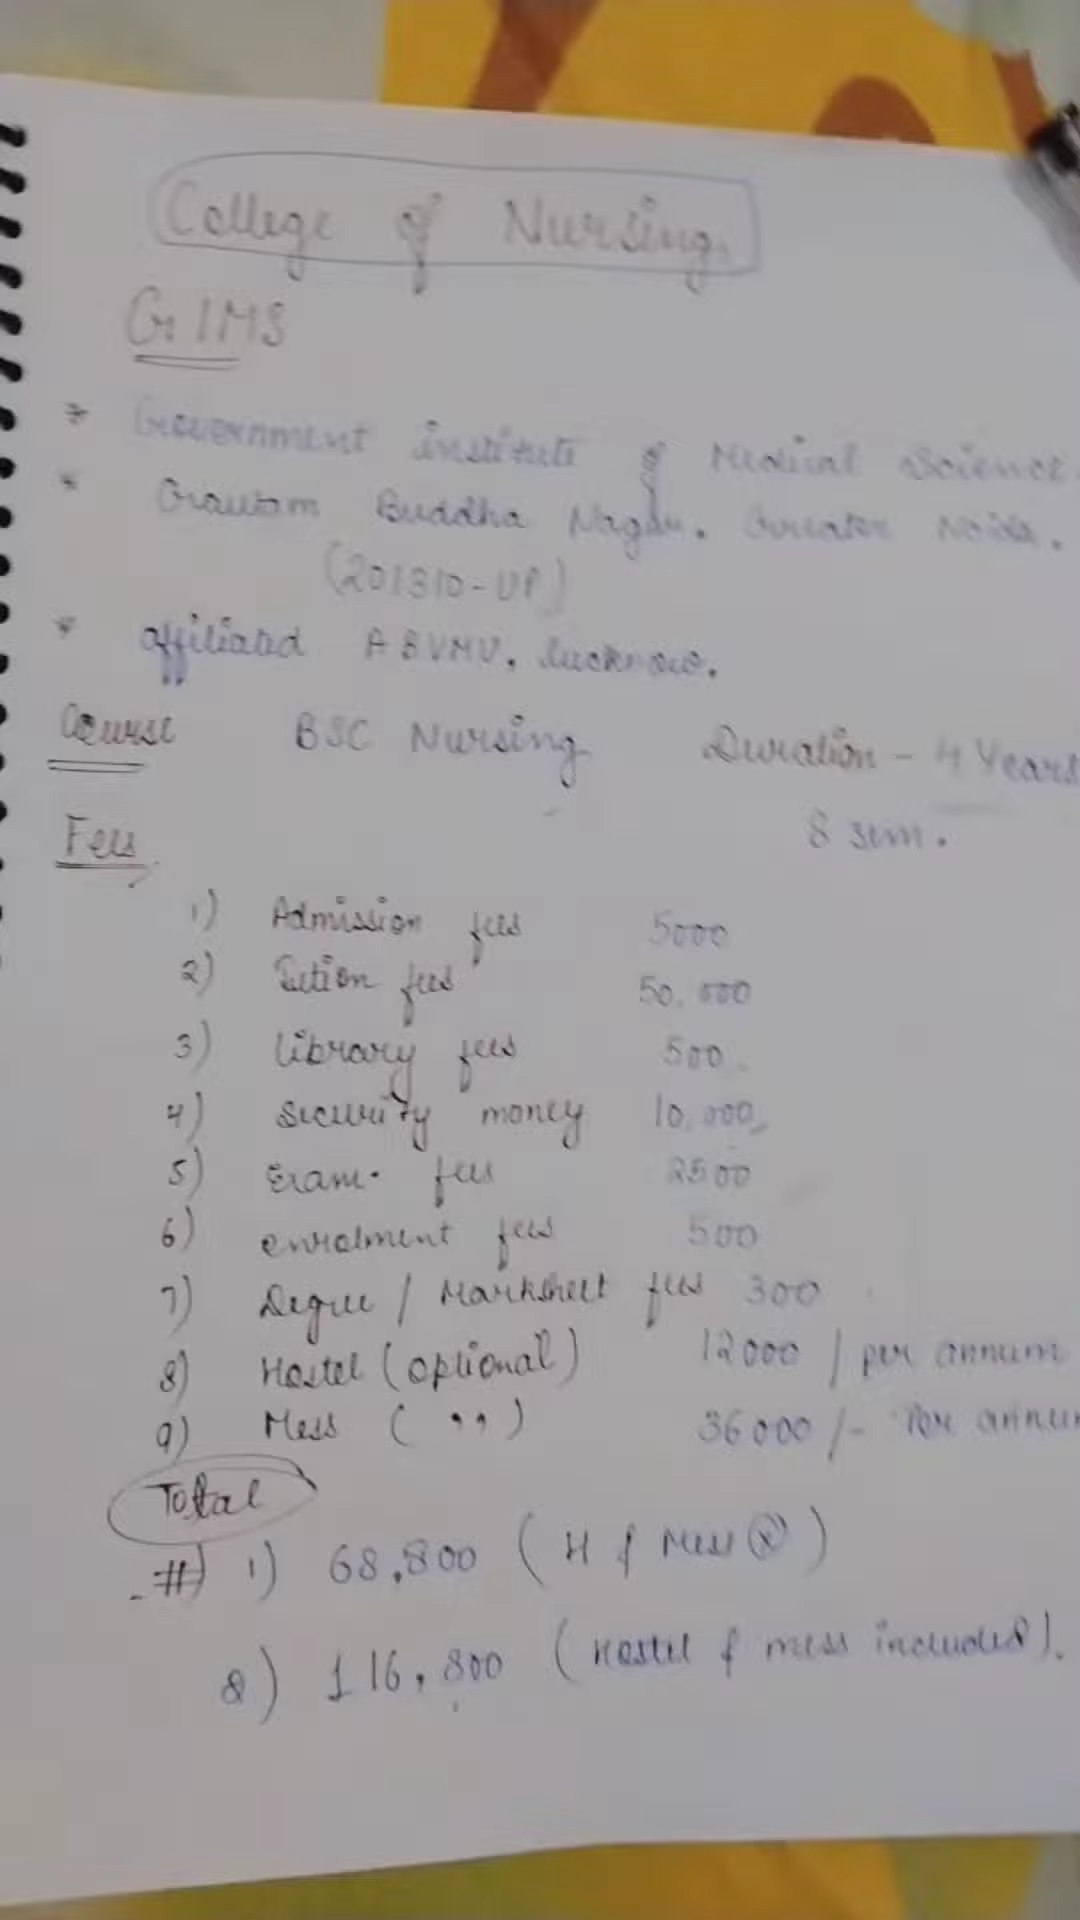 College of Nursing.
GIMS
* Government institute of Medical Science.
* Grautam Buddha Nagar. Greater Noida.
(201310-UP)
* affiliated ABVMU, lucknow.
Course BSC Nursing Duration - 4 Years
8 sem.
Fees
1) Admission fees 5000
2) Tution fees 50,000
3) library fees 500
4) Security money 10,000
5) Exam. fees 2500
6) enrolment fees 500
7) Degree / Marksheet fees 300
8) Hostel (optional) 12000 / per annum
9) Mess ( ,, ) 36000/- Per annum
Total
#) 1) 68,800 ( H & Mess ⓧ )
2) 116,800 ( Hostel & mess included).